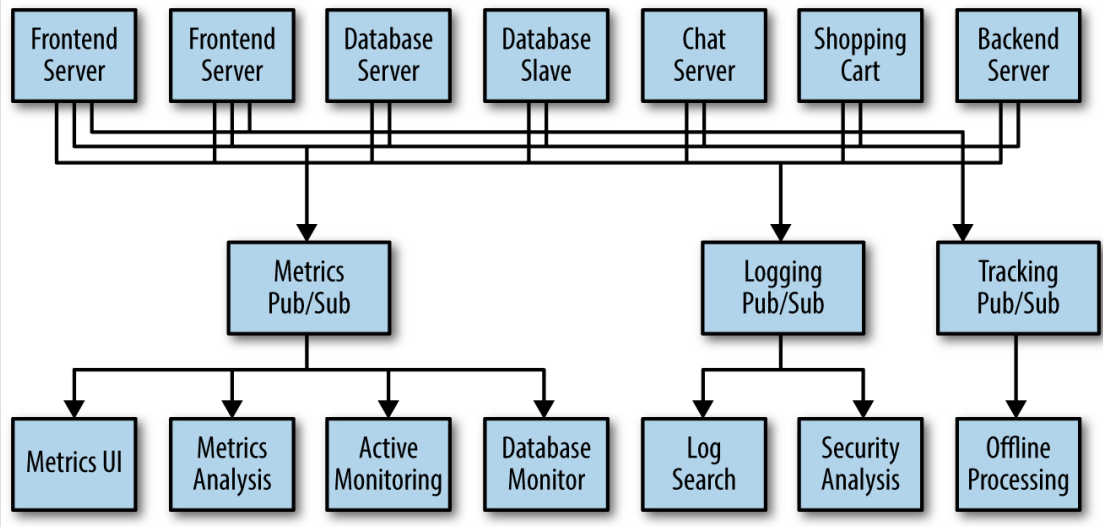 Frontend
Server
Frontend
Server
Database
Server
Database
Slave
Chat
Server
Shopping
Cart
Backend
Server
Metrics
Pub/Sub
Logging
Pub/Sub
Tracking
Pub/Sub
Metrics UI
Metrics
Analysis
Active
Monitoring
Database
Monitor
Log
Search
Security
Analysis
Offline
Processing